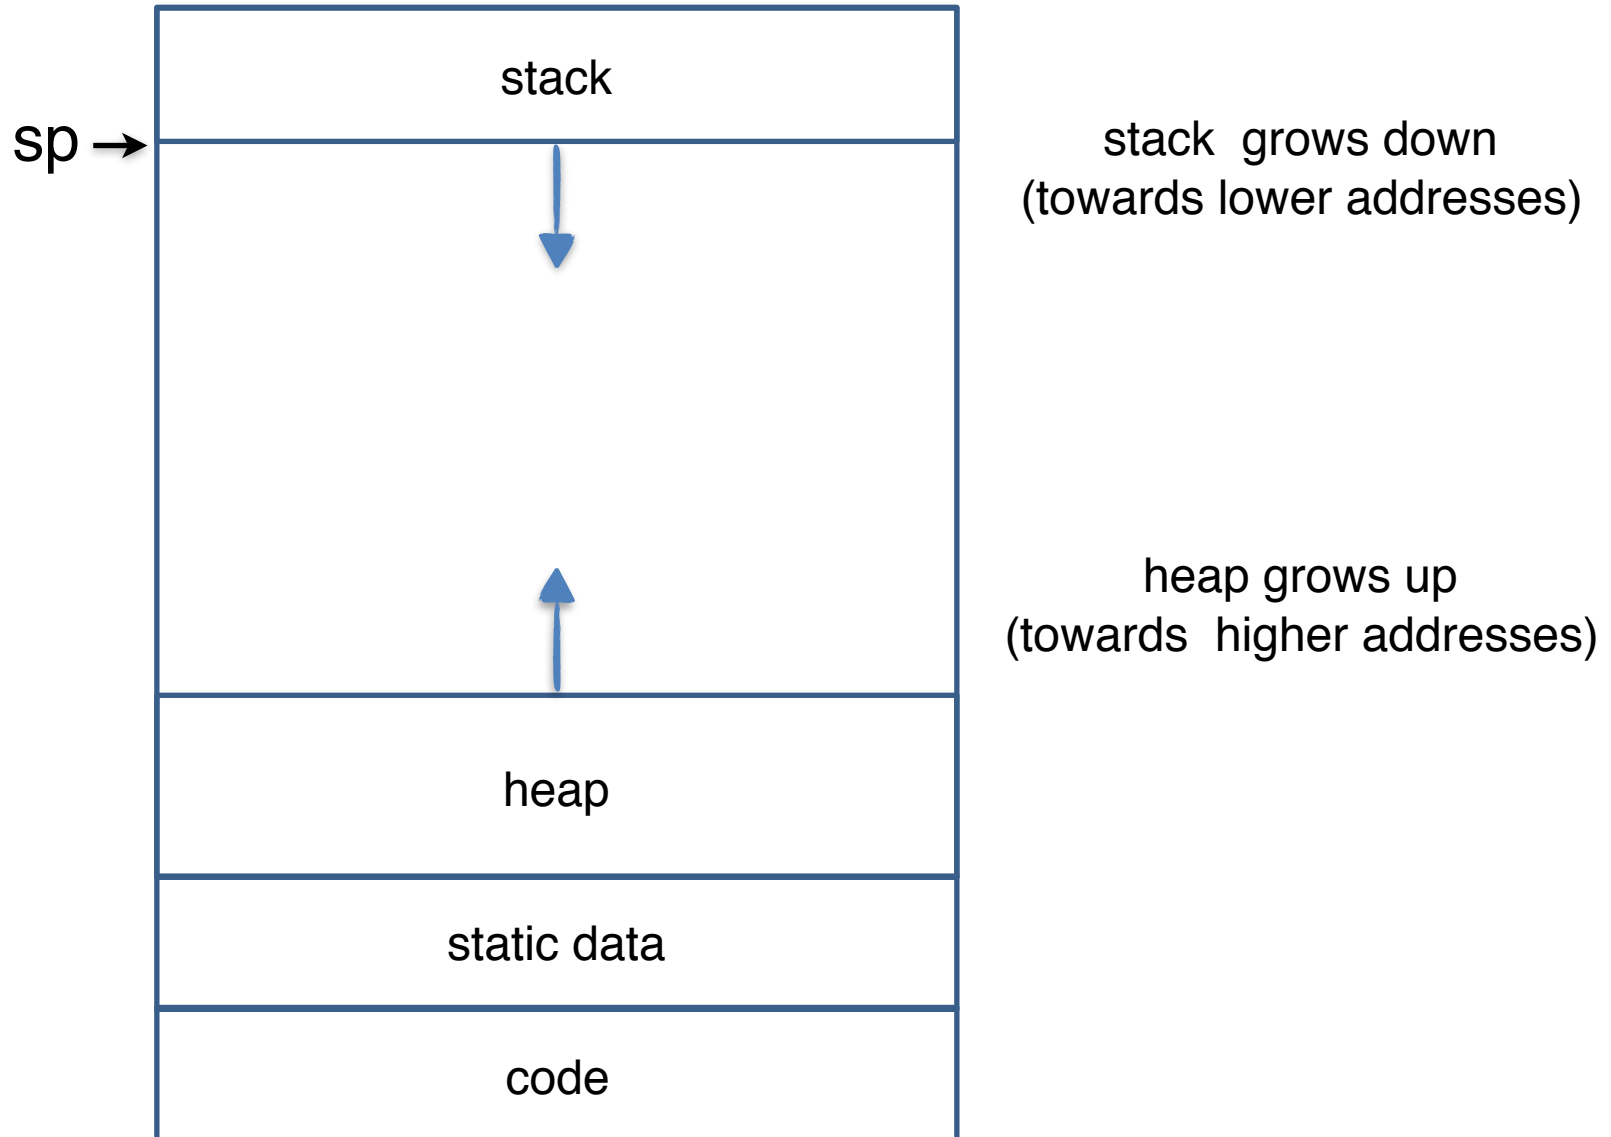 stack
sp
stack  grows down
(towards lower addresses)
heap grows up
(towards  higher addresses)
heap
static data
code